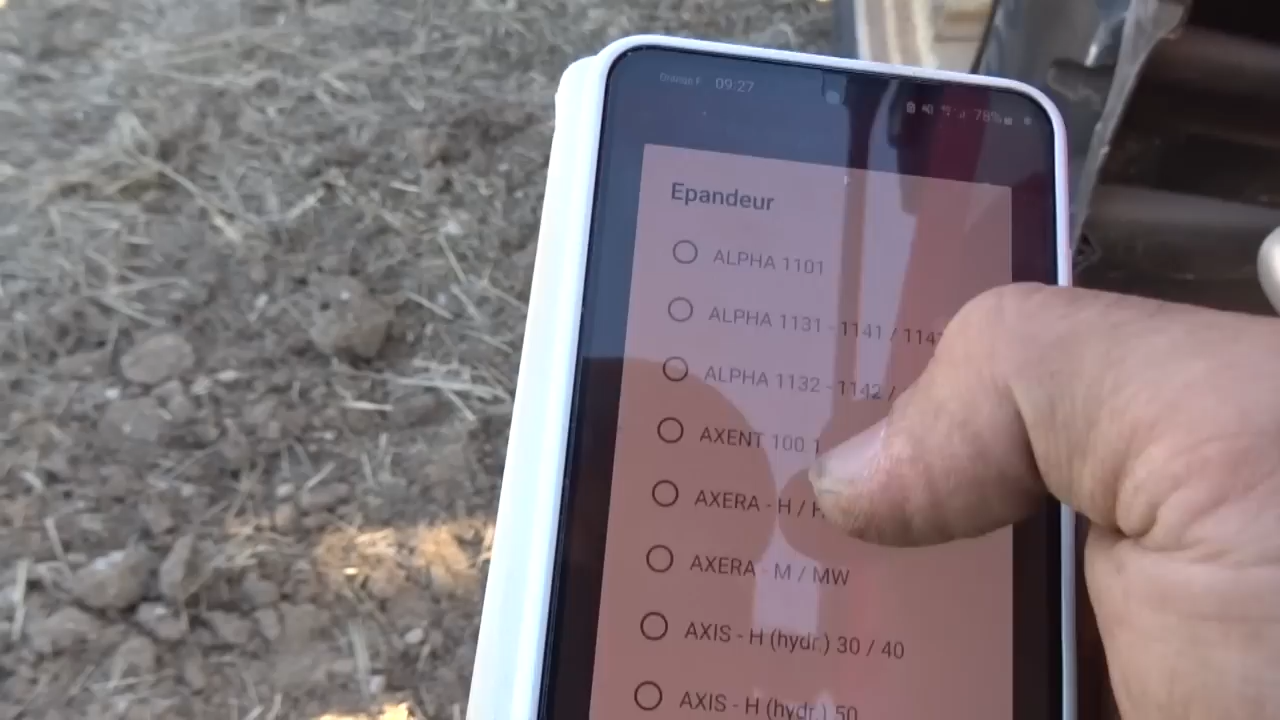 Orange F 09:27 78%
Epandeur
ALPHA 1101
ALPHA 1131 - 1141 / 114
ALPHA 1132 - 1142 /
AXENT 100 1
AXERA - H /
AXERA - M / MW
AXIS - H (hydr.) 30 / 40
AXIS - H (hydr.) 50